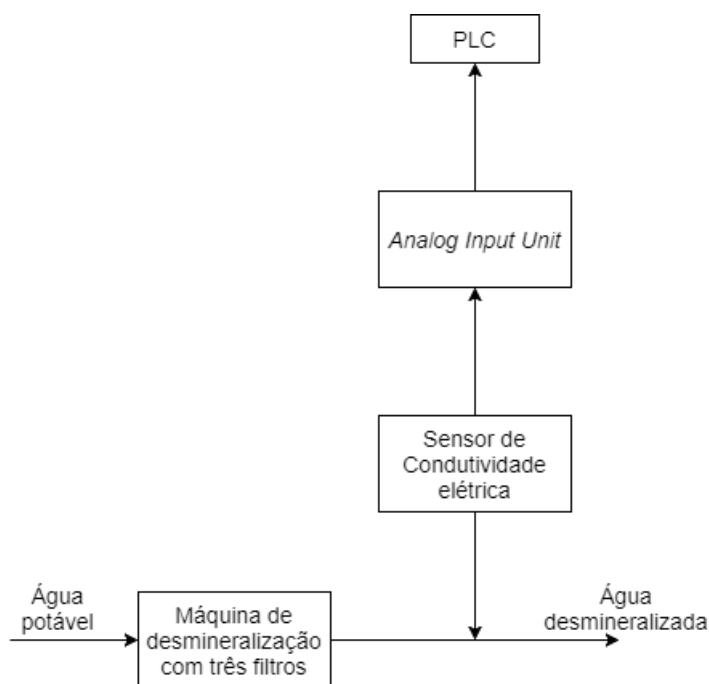 PLC
Analog Input Unit
Sensor de
Condutividade
elétrica
Água
potável
Máquina de
desmineralização
com três filtros
Água
desmineralizada